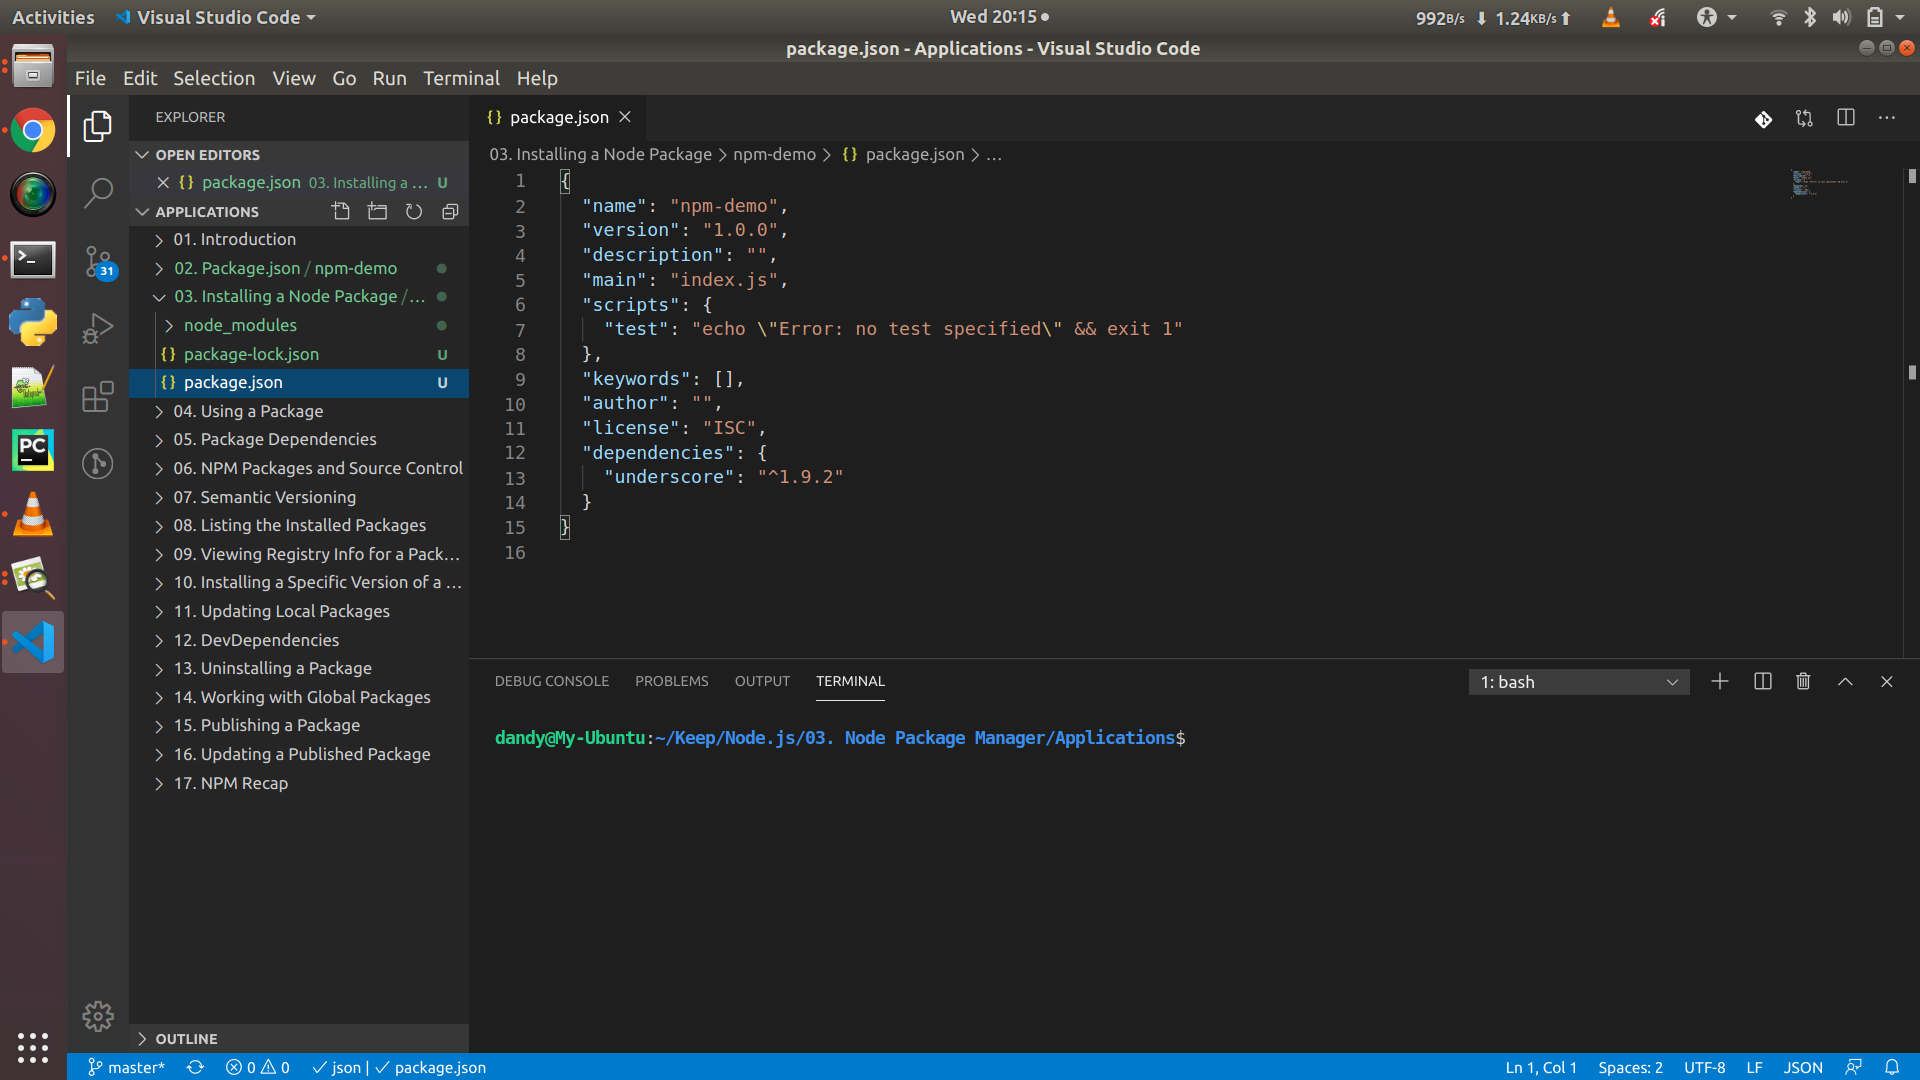 Activities Visual Studio Code Wed 20:15 992B/s 1.24KB/s
package.json - Applications - Visual Studio Code
File Edit Selection View Go Run Terminal Help
EXPLORER
OPEN EDITORS
package.json 03. Installing a ... U
APPLICATIONS
01. Introduction
02. Package.json / npm-demo
03. Installing a Node Package /...
node_modules
package-lock.json U
package.json U
04. Using a Package
05. Package Dependencies
06. NPM Packages and Source Control
07. Semantic Versioning
08. Listing the Installed Packages
09. Viewing Registry Info for a Pack...
10. Installing a Specific Version of a ...
11. Updating Local Packages
12. DevDependencies
13. Uninstalling a Package
14. Working with Global Packages
15. Publishing a Package
16. Updating a Published Package
17. NPM Recap
OUTLINE
31
PC
package.json
03. Installing a Node Package > npm-demo > {} package.json > ...
1 {
2 "name": "npm-demo",
3 "version": "1.0.0",
4 "description": "",
5 "main": "index.js",
6 "scripts": {
7 "test": "echo \"Error: no test specified\" && exit 1"
8 },
9 "keywords": [],
10 "author": "",
11 "license": "ISC",
12 "dependencies": {
13 "underscore": "^1.9.2"
14 }
15 }
16
DEBUG CONSOLE PROBLEMS OUTPUT TERMINAL 1: bash
dandy@My-Ubuntu:~/Keep/Node.js/03. Node Package Manager/Applications$
master* 0 0 json | package.json Ln 1, Col 1 Spaces: 2 UTF-8 LF JSON